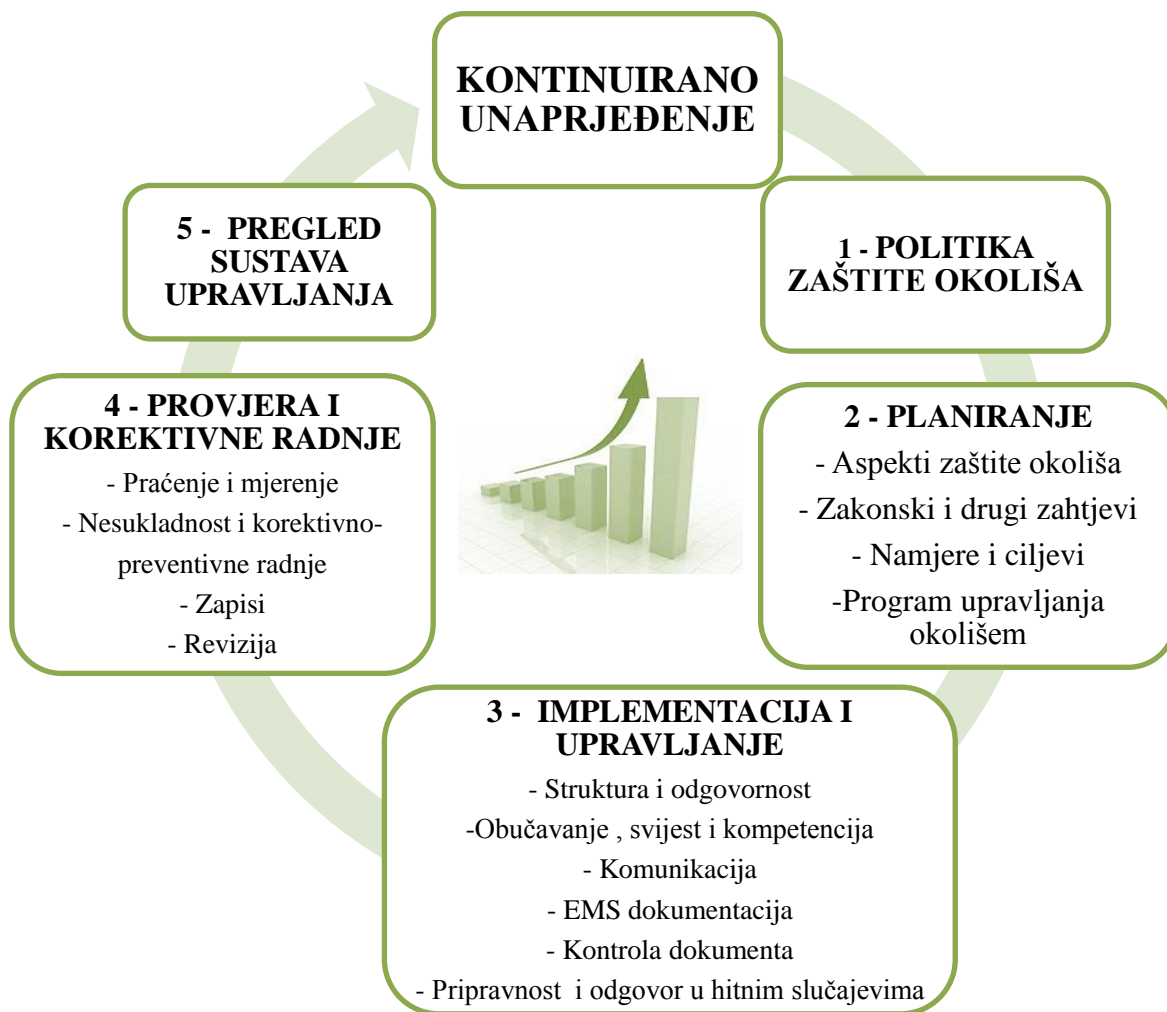 KONTINUIRANO
UNAPRJEĐENJE
1 - POLITIKA
ZAŠTITE OKOLIŠA
2 - PLANIRANJE
- Aspekti zaštite okoliša
- Zakonski i drugi zahtjevi
- Namjere i ciljevi
-Program upravljanja
okolišem
3 -  IMPLEMENTACIJA I
UPRAVLJANJE
- Struktura i odgovornost
-Obučavanje , svijest i kompetencija
- Komunikacija
- EMS dokumentacija
- Kontrola dokumenta
- Pripravnost  i odgovor u hitnim slučajevima
4 - PROVJERA I
KOREKTIVNE RADNJE
- Praćenje i mjerenje
- Nesukladnost i korektivno-
preventivne radnje
- Zapisi
- Revizija
5 -  PREGLED
SUSTAVA
UPRAVLJANJA